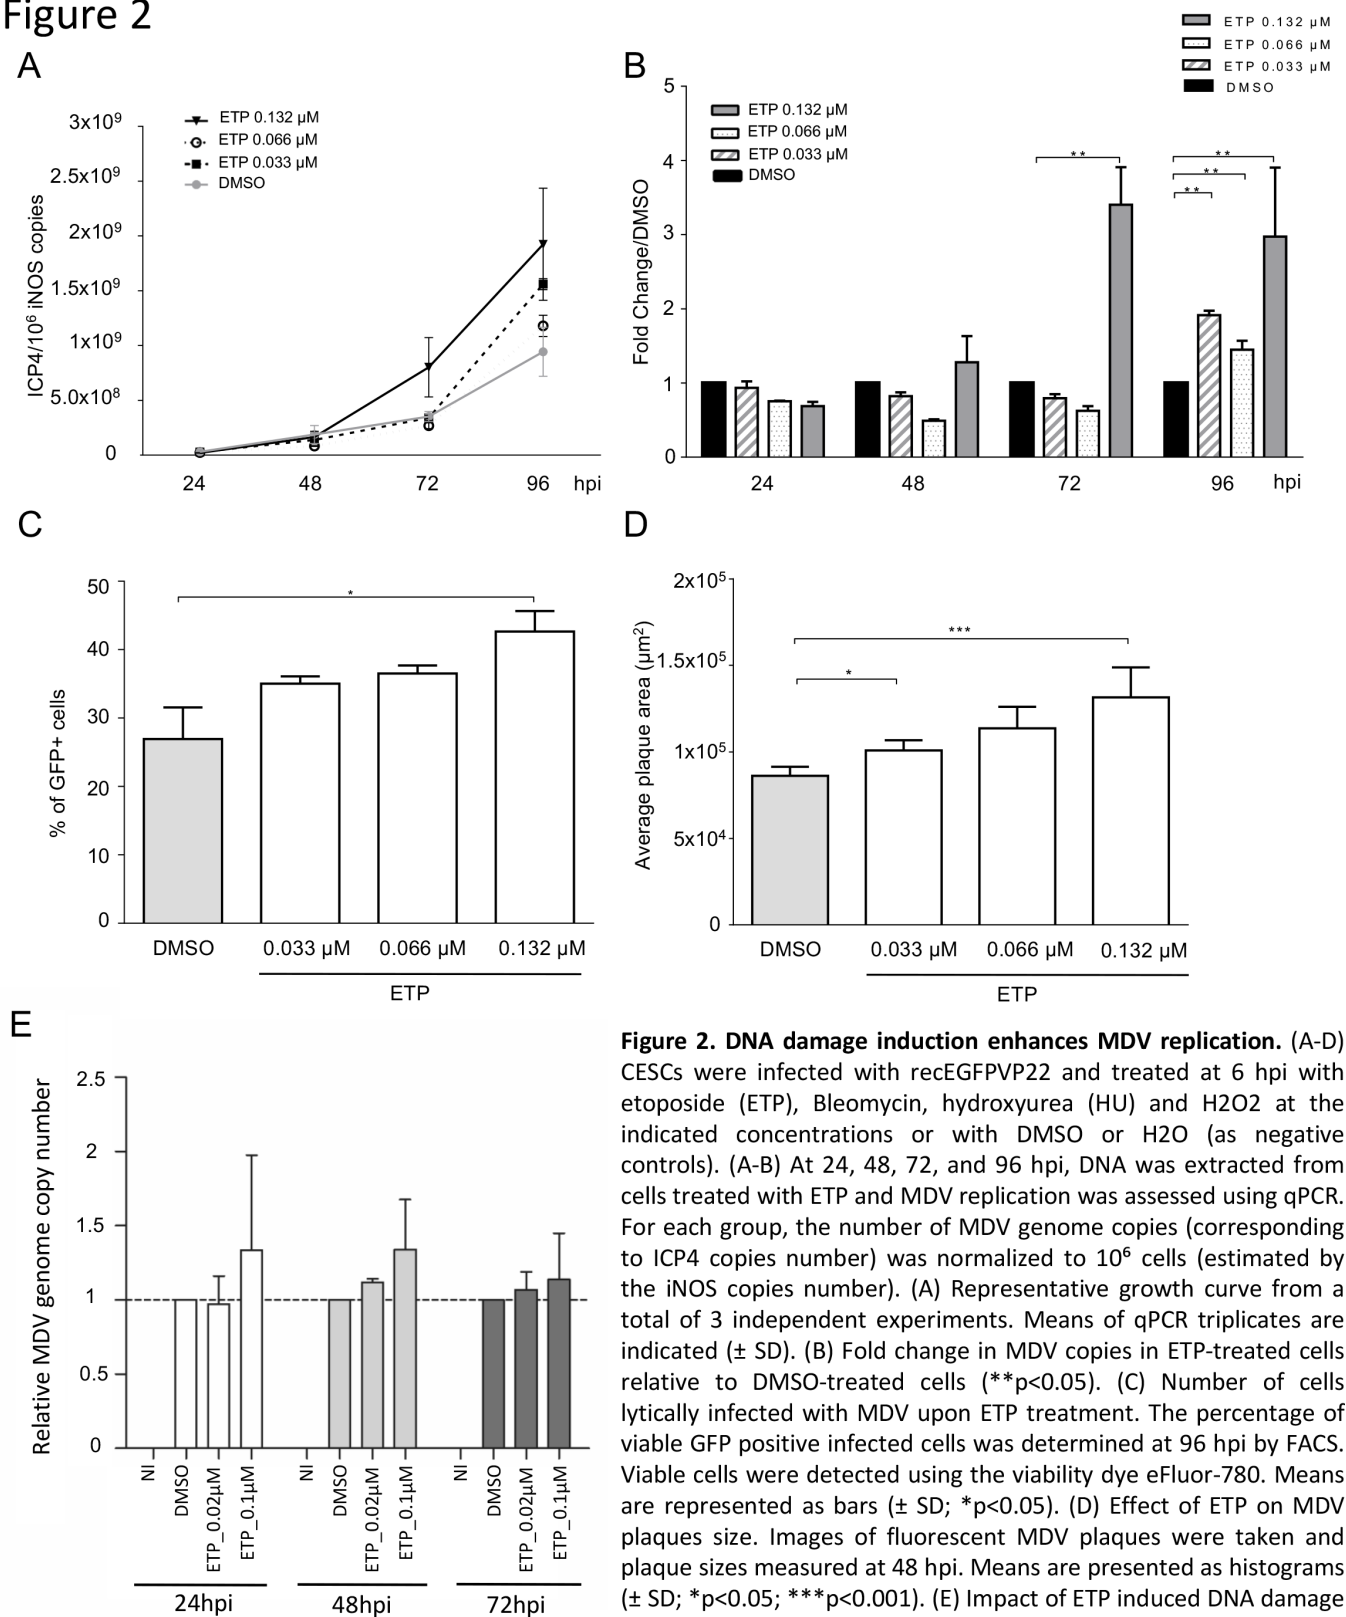 Figure 2
A
3x10⁹
2.5x10⁹
2x10⁹
1.5x10⁹
1x10⁹
5.0x10⁸
0
ICP4/10⁶ iNOS copies
ETP 0.132 µM
ETP 0.066 µM
ETP 0.033 µM
DMSO
24 48 72 96 hpi
B
ETP 0.132 µM
ETP 0.066 µM
ETP 0.033 µM
DMSO
5
4
3
2
1
0
Fold Change/DMSO
ETP 0.132 µM
ETP 0.066 µM
ETP 0.033 µM
DMSO
**
**
**
**
24 48 72 96 hpi
C
50
40
30
20
10
0
% of GFP+ cells
*
DMSO 0.033 µM 0.066 µM 0.132 µM
ETP
D
2x10⁵
1.5x10⁵
1x10⁵
5x10⁴
0
Average plaque area (µm²)
***
*
DMSO 0.033 µM 0.066 µM 0.132 µM
ETP
E
2.5
2
1.5
1
0.5
0
Relative MDV genome copy number
NI DMSO ETP_0.02µM ETP_0.1µM
NI DMSO ETP_0.02µM ETP_0.1µM
NI DMSO ETP_0.02µM ETP_0.1µM
24hpi 48hpi 72hpi
Figure 2. DNA damage induction enhances MDV replication. (A-D)
CESCs were infected with recEGFPVP22 and treated at 6 hpi with
etoposide (ETP), Bleomycin, hydroxyurea (HU) and H2O2 at the
indicated concentrations or with DMSO or H2O (as negative
controls). (A-B) At 24, 48, 72, and 96 hpi, DNA was extracted from
cells treated with ETP and MDV replication was assessed using qPCR.
For each group, the number of MDV genome copies (corresponding
to ICP4 copies number) was normalized to 10⁶ cells (estimated by
the iNOS copies number). (A) Representative growth curve from a
total of 3 independent experiments. Means of qPCR triplicates are
indicated (± SD). (B) Fold change in MDV copies in ETP-treated cells
relative to DMSO-treated cells (**p<0.05). (C) Number of cells
lytically infected with MDV upon ETP treatment. The percentage of
viable GFP positive infected cells was determined at 96 hpi by FACS.
Viable cells were detected using the viability dye eFluor-780. Means
are represented as bars (± SD; *p<0.05). (D) Effect of ETP on MDV
plaques size. Images of fluorescent MDV plaques were taken and
plaque sizes measured at 48 hpi. Means are presented as histograms
(± SD; *p<0.05; ***p<0.001). (E) Impact of ETP induced DNA damage